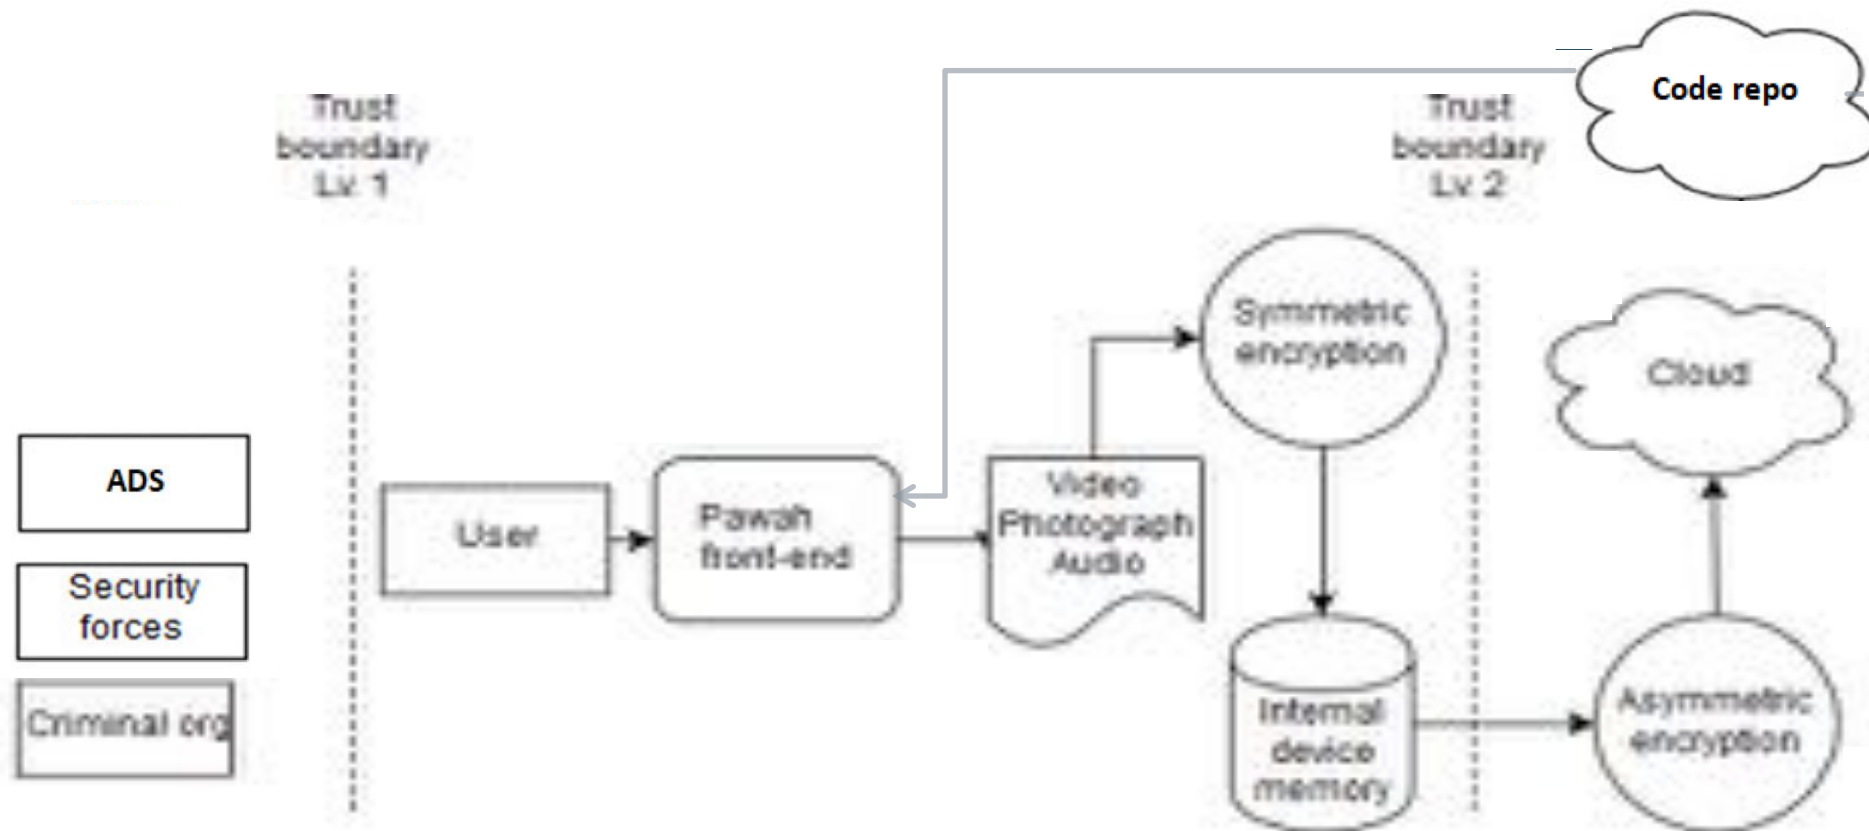 Trust
boundary
Lv. 1
Trust
boundary
Lv. 2
Code repo
ADS
Security
forces
Criminal org
User
Pawah
front-end
Video
Photograph
Audio
Symmetric
encryption
Internal
device
memory
Cloud
Asymmetric
encryption